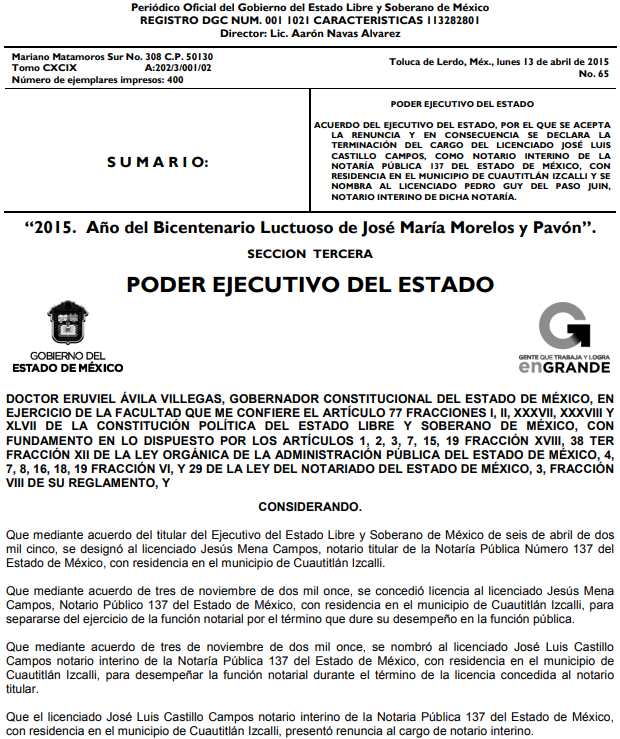 Periódico Oficial del Gobierno del Estado Libre y Soberano de México
REGISTRO DGC NUM. 001 1021 CARACTERISTICAS 113282801
Director: Lic. Aarón Navas Alvarez
Mariano Matamoros Sur No. 308 C.P. 50130
Tomo CXCIX A:202/3/001/02
Número de ejemplares impresos: 400
Toluca de Lerdo, Méx., lunes 13 de abril de 2015
No. 65
S U M A R I O:
PODER EJECUTIVO DEL ESTADO
ACUERDO DEL EJECUTIVO DEL ESTADO, POR EL QUE SE ACEPTA
LA RENUNCIA Y EN CONSECUENCIA SE DECLARA LA
TERMINACIÓN DEL CARGO DEL LICENCIADO JOSÉ LUIS
CASTILLO CAMPOS, COMO NOTARIO INTERINO DE LA
NOTARÍA PÚBLICA 137 DEL ESTADO DE MÉXICO, CON
RESIDENCIA EN EL MUNICIPIO DE CUAUTITLÁN IZCALLI Y SE
NOMBRA AL LICENCIADO PEDRO GUY DEL PASO JUIN,
NOTARIO INTERINO DE DICHA NOTARÍA.
“2015. Año del Bicentenario Luctuoso de José María Morelos y Pavón”.
SECCION TERCERA
PODER EJECUTIVO DEL ESTADO
GOBIERNO DEL
ESTADO DE MÉXICO
GENTE QUE TRABAJA Y LOGRA
enGRANDE
DOCTOR ERUVIEL ÁVILA VILLEGAS, GOBERNADOR CONSTITUCIONAL DEL ESTADO DE MÉXICO, EN
EJERCICIO DE LA FACULTAD QUE ME CONFIERE EL ARTÍCULO 77 FRACCIONES I, II, XXXVII, XXXVIII Y
XLVII DE LA CONSTITUCIÓN POLÍTICA DEL ESTADO LIBRE Y SOBERANO DE MÉXICO, CON
FUNDAMENTO EN LO DISPUESTO POR LOS ARTÍCULOS 1, 2, 3, 7, 15, 19 FRACCIÓN XVIII, 38 TER
FRACCIÓN XII DE LA LEY ORGÁNICA DE LA ADMINISTRACIÓN PÚBLICA DEL ESTADO DE MÉXICO, 4,
7, 8, 16, 18, 19 FRACCIÓN VI, Y 29 DE LA LEY DEL NOTARIADO DEL ESTADO DE MÉXICO, 3, FRACCIÓN
VIII DE SU REGLAMENTO, Y
CONSIDERANDO.
Que mediante acuerdo del titular del Ejecutivo del Estado Libre y Soberano de México de seis de abril de dos
mil cinco, se designó al licenciado Jesús Mena Campos, notario titular de la Notaría Pública Número 137 del
Estado de México, con residencia en el municipio de Cuautitlán Izcalli.
Que mediante acuerdo de tres de noviembre de dos mil once, se concedió licencia al licenciado Jesús Mena
Campos, Notario Público 137 del Estado de México, con residencia en el municipio de Cuautitlán Izcalli, para
separarse del ejercicio de la función notarial por el término que dure su desempeño en la función pública.
Que mediante acuerdo de tres de noviembre de dos mil once, se nombró al licenciado José Luis Castillo
Campos notario interino de la Notaría Pública 137 del Estado de México, con residencia en el municipio de
Cuautitlán Izcalli, para desempeñar la función notarial durante el término de la licencia concedida al notario
titular.
Que el licenciado José Luis Castillo Campos notario interino de la Notaria Pública 137 del Estado de México,
con residencia en el municipio de Cuautitlán Izcalli, presentó renuncia al cargo de notario interino.